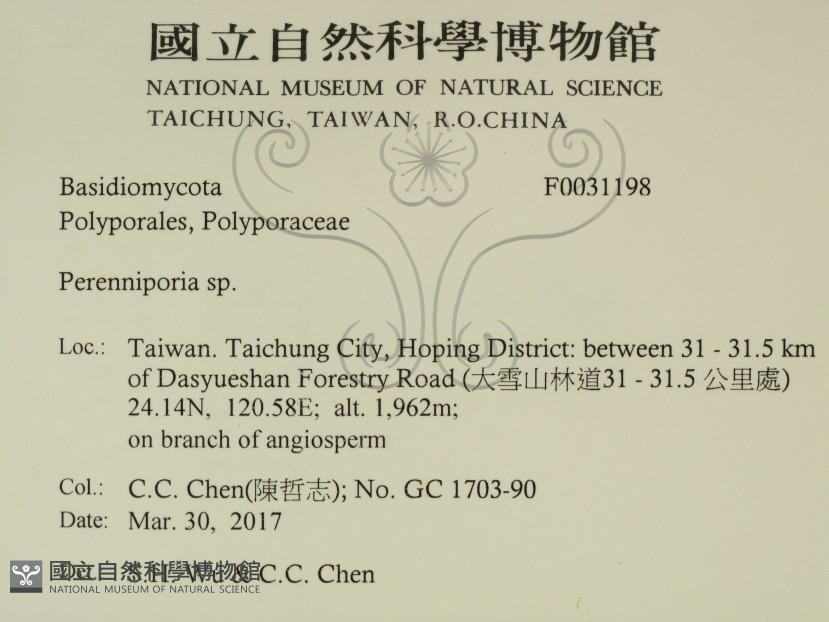 國立自然科學博物館
NATIONAL MUSEUM OF NATURAL SCIENCE
TAICHUNG, TAIWAN, R.O.CHINA
Basidiomycota F0031198
Polyporales, Polyporaceae
Perenniporia sp.
Loc.: Taiwan. Taichung City, Hoping District: between 31 - 31.5 km
of Dasyueshan Forestry Road (大雪山林道31 - 31.5 公里處)
24.14N, 120.58E; alt. 1,962m;
on branch of angiosperm
Col.: C.C. Chen(陳哲志); No. GC 1703-90
Date: Mar. 30, 2017
Det.: S.H. Wu & C.C. Chen
國立自然科學博物館
NATIONAL MUSEUM OF NATURAL SCIENCE